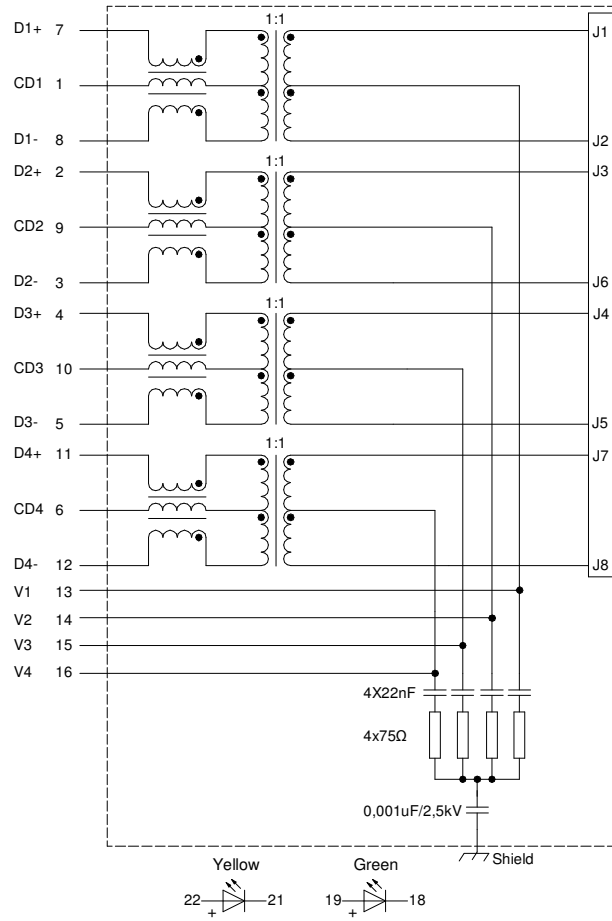 1:1
D1+ 7 J1
CD1 1
D1- 8 J2
D2+ 2 1:1 J3
CD2 9
D2- 3 J6
1:1
D3+ 4 J4
CD3 10
D3- 5 J5
1:1
D4+ 11 J7
CD4 6
D4- 12 J8
V1 13
V2 14
V3 15
V4 16
4X22nF
4x75Ω
0,001uF/2,5kV
Shield
Yellow Green
22 + 21 19 + 18